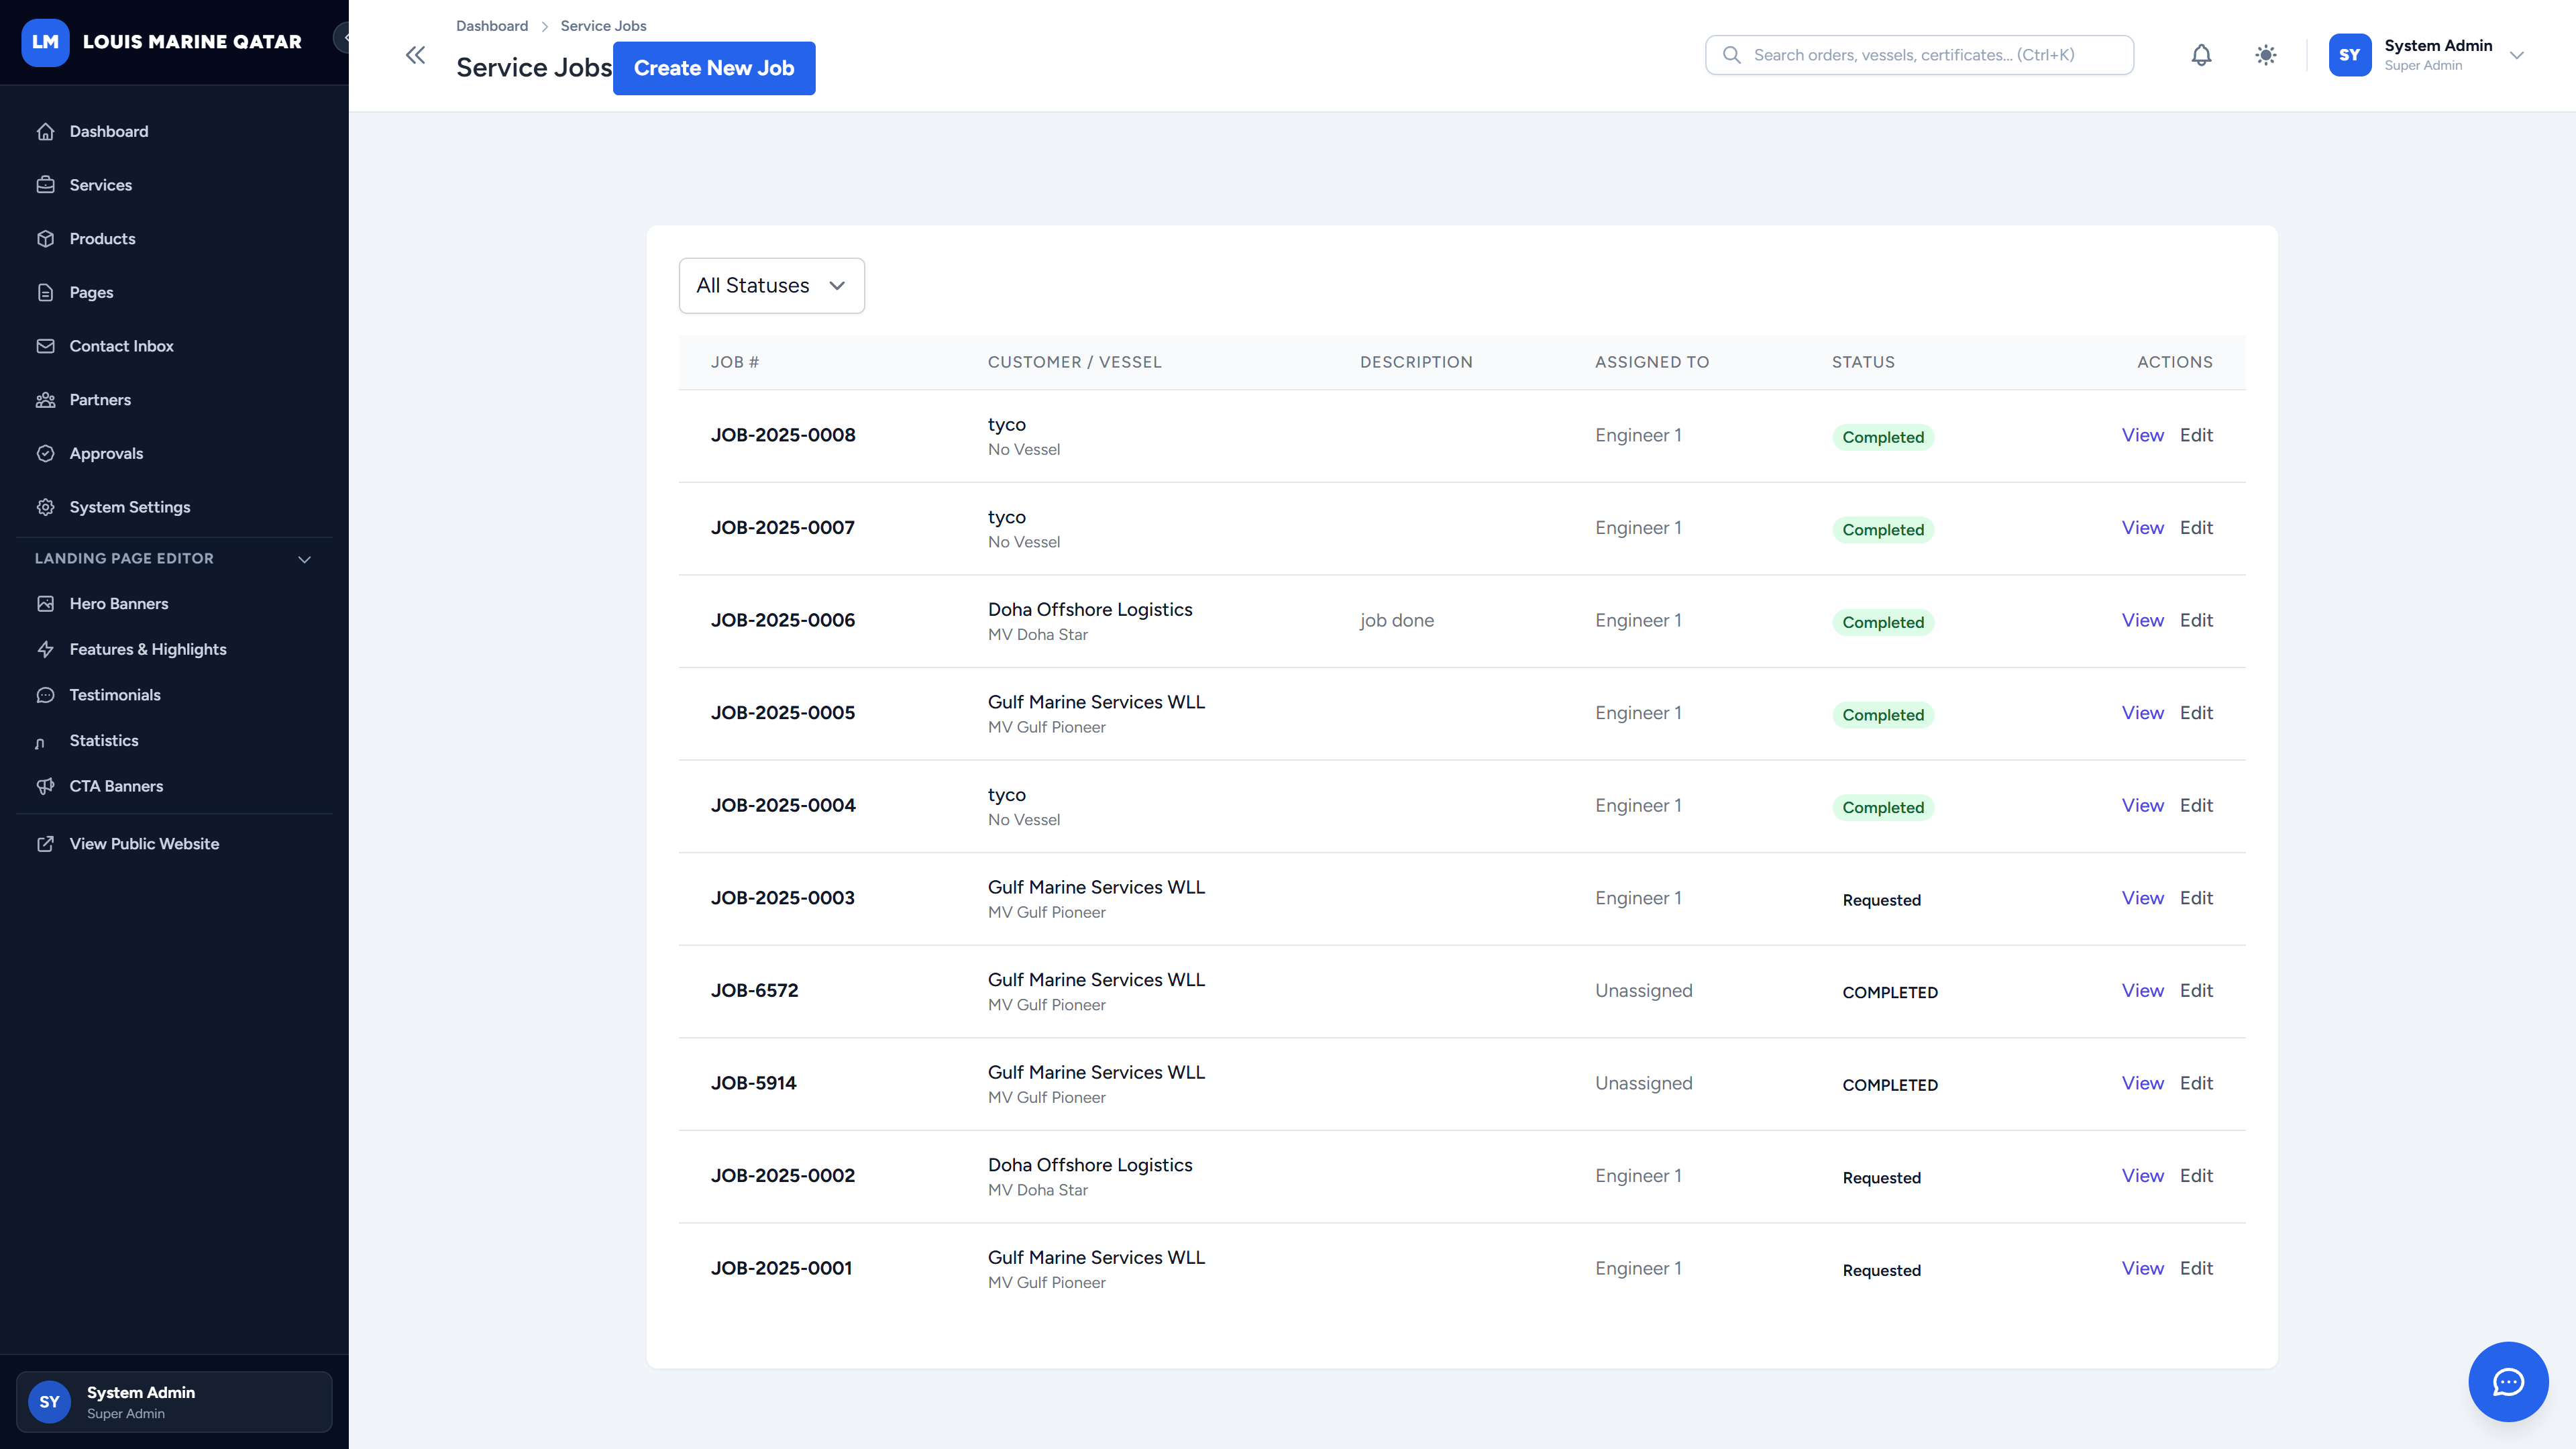 LM LOUIS MARINE QATAR
Dashboard
Services
Products
Pages
Contact Inbox
Partners
Approvals
System Settings
LANDING PAGE EDITOR
Hero Banners
Features & Highlights
Testimonials
Statistics
CTA Banners
View Public Website
SY System Admin
Super Admin
Dashboard Service Jobs
Service Jobs Create New Job
Search orders, vessels, certificates... (Ctrl+K)
SY System Admin
Super Admin
All Statuses
JOB # CUSTOMER / VESSEL DESCRIPTION ASSIGNED TO STATUS ACTIONS
JOB-2025-0008 tyco Engineer 1 Completed View Edit
No Vessel
JOB-2025-0007 tyco Engineer 1 Completed View Edit
No Vessel
JOB-2025-0006 Doha Offshore Logistics job done Engineer 1 Completed View Edit
MV Doha Star
JOB-2025-0005 Gulf Marine Services WLL Engineer 1 Completed View Edit
MV Gulf Pioneer
JOB-2025-0004 tyco Engineer 1 Completed View Edit
No Vessel
JOB-2025-0003 Gulf Marine Services WLL Engineer 1 Requested View Edit
MV Gulf Pioneer
JOB-6572 Gulf Marine Services WLL Unassigned COMPLETED View Edit
MV Gulf Pioneer
JOB-5914 Gulf Marine Services WLL Unassigned COMPLETED View Edit
MV Gulf Pioneer
JOB-2025-0002 Doha Offshore Logistics Engineer 1 Requested View Edit
MV Doha Star
JOB-2025-0001 Gulf Marine Services WLL Engineer 1 Requested View Edit
MV Gulf Pioneer